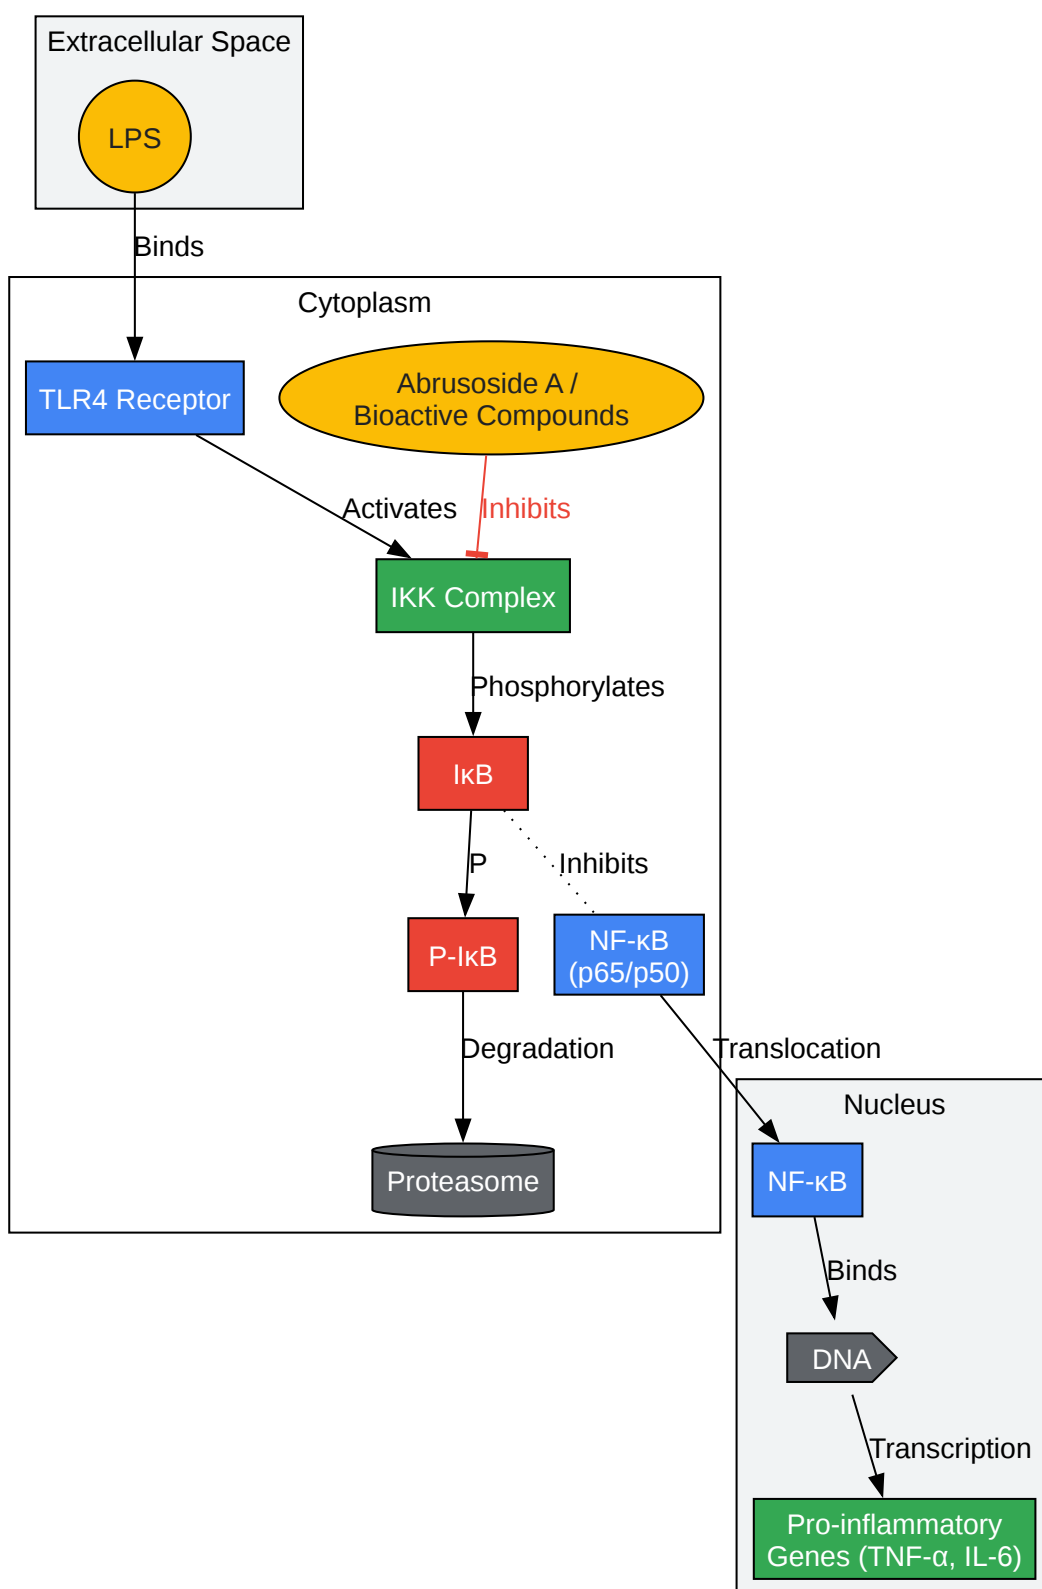 Extracellular Space
LPS
Binds
Cytoplasm
TLR4 Receptor
Abrusoside A /
Bioactive Compounds
Activates
Inhibits
IKK Complex
Phosphorylates
IκB
P
Inhibits
P-IκB
NF-κB
(p65/p50)
Degradation
Translocation
Nucleus
Proteasome
NF-κB
Binds
DNA
Transcription
Pro-inflammatory
Genes (TNF-α, IL-6)